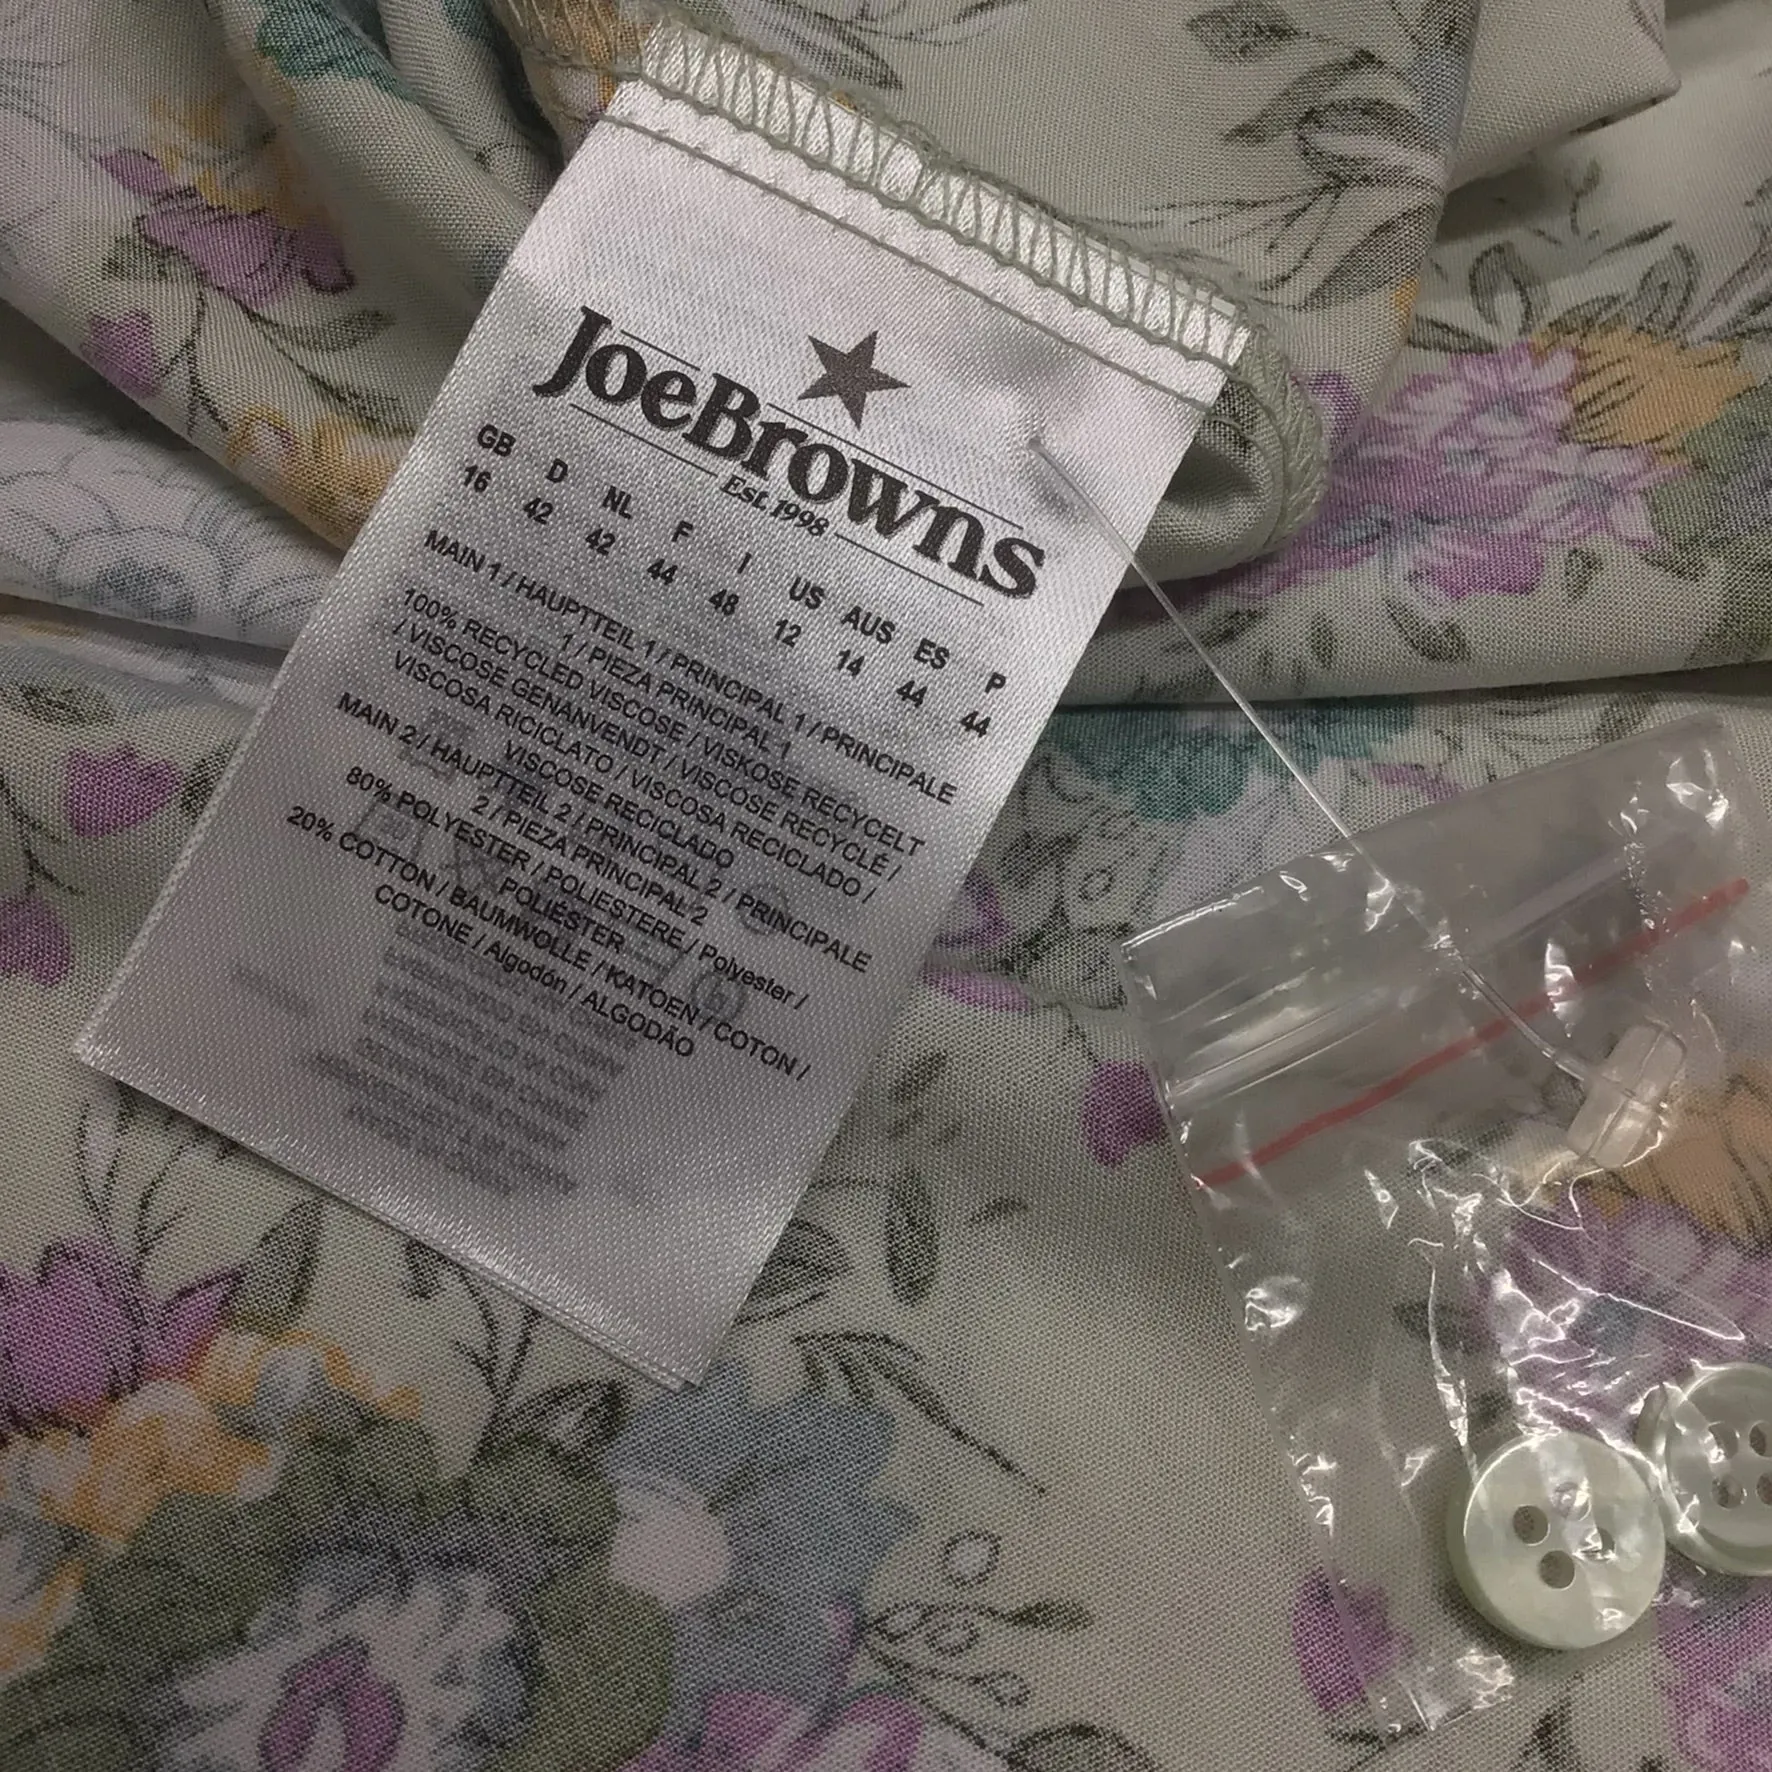 JoeBrowns
Est. 1998
GB D NL F I US AUS ES P
16 42 42 44 48 12 14 44 44
MAIN 1 / HAUPTTEIL 1 / PRINCIPAL 1 / PRINCIPALE
1 / PIEZA PRINCIPAL 1
100% RECYCLED VISCOSE / VISKOSE RECYCELT
/ VISCOSE GENANVENDT / VISCOSE RECYCLÉ /
VISCOSA RICICLATO / VISCOSA RECICLADO /
VISCOSE RECICLADO
MAIN 2 / HAUPTTEIL 2 / PRINCIPAL 2 / PRINCIPALE
2 / PIEZA PRINCIPAL 2
80% POLYESTER / POLIESTERE / Polyester /
POLIÉSTER
20% COTTON / BAUMWOLLE / KATOEN / COTON /
COTONE / Algodón / ALGODÃO